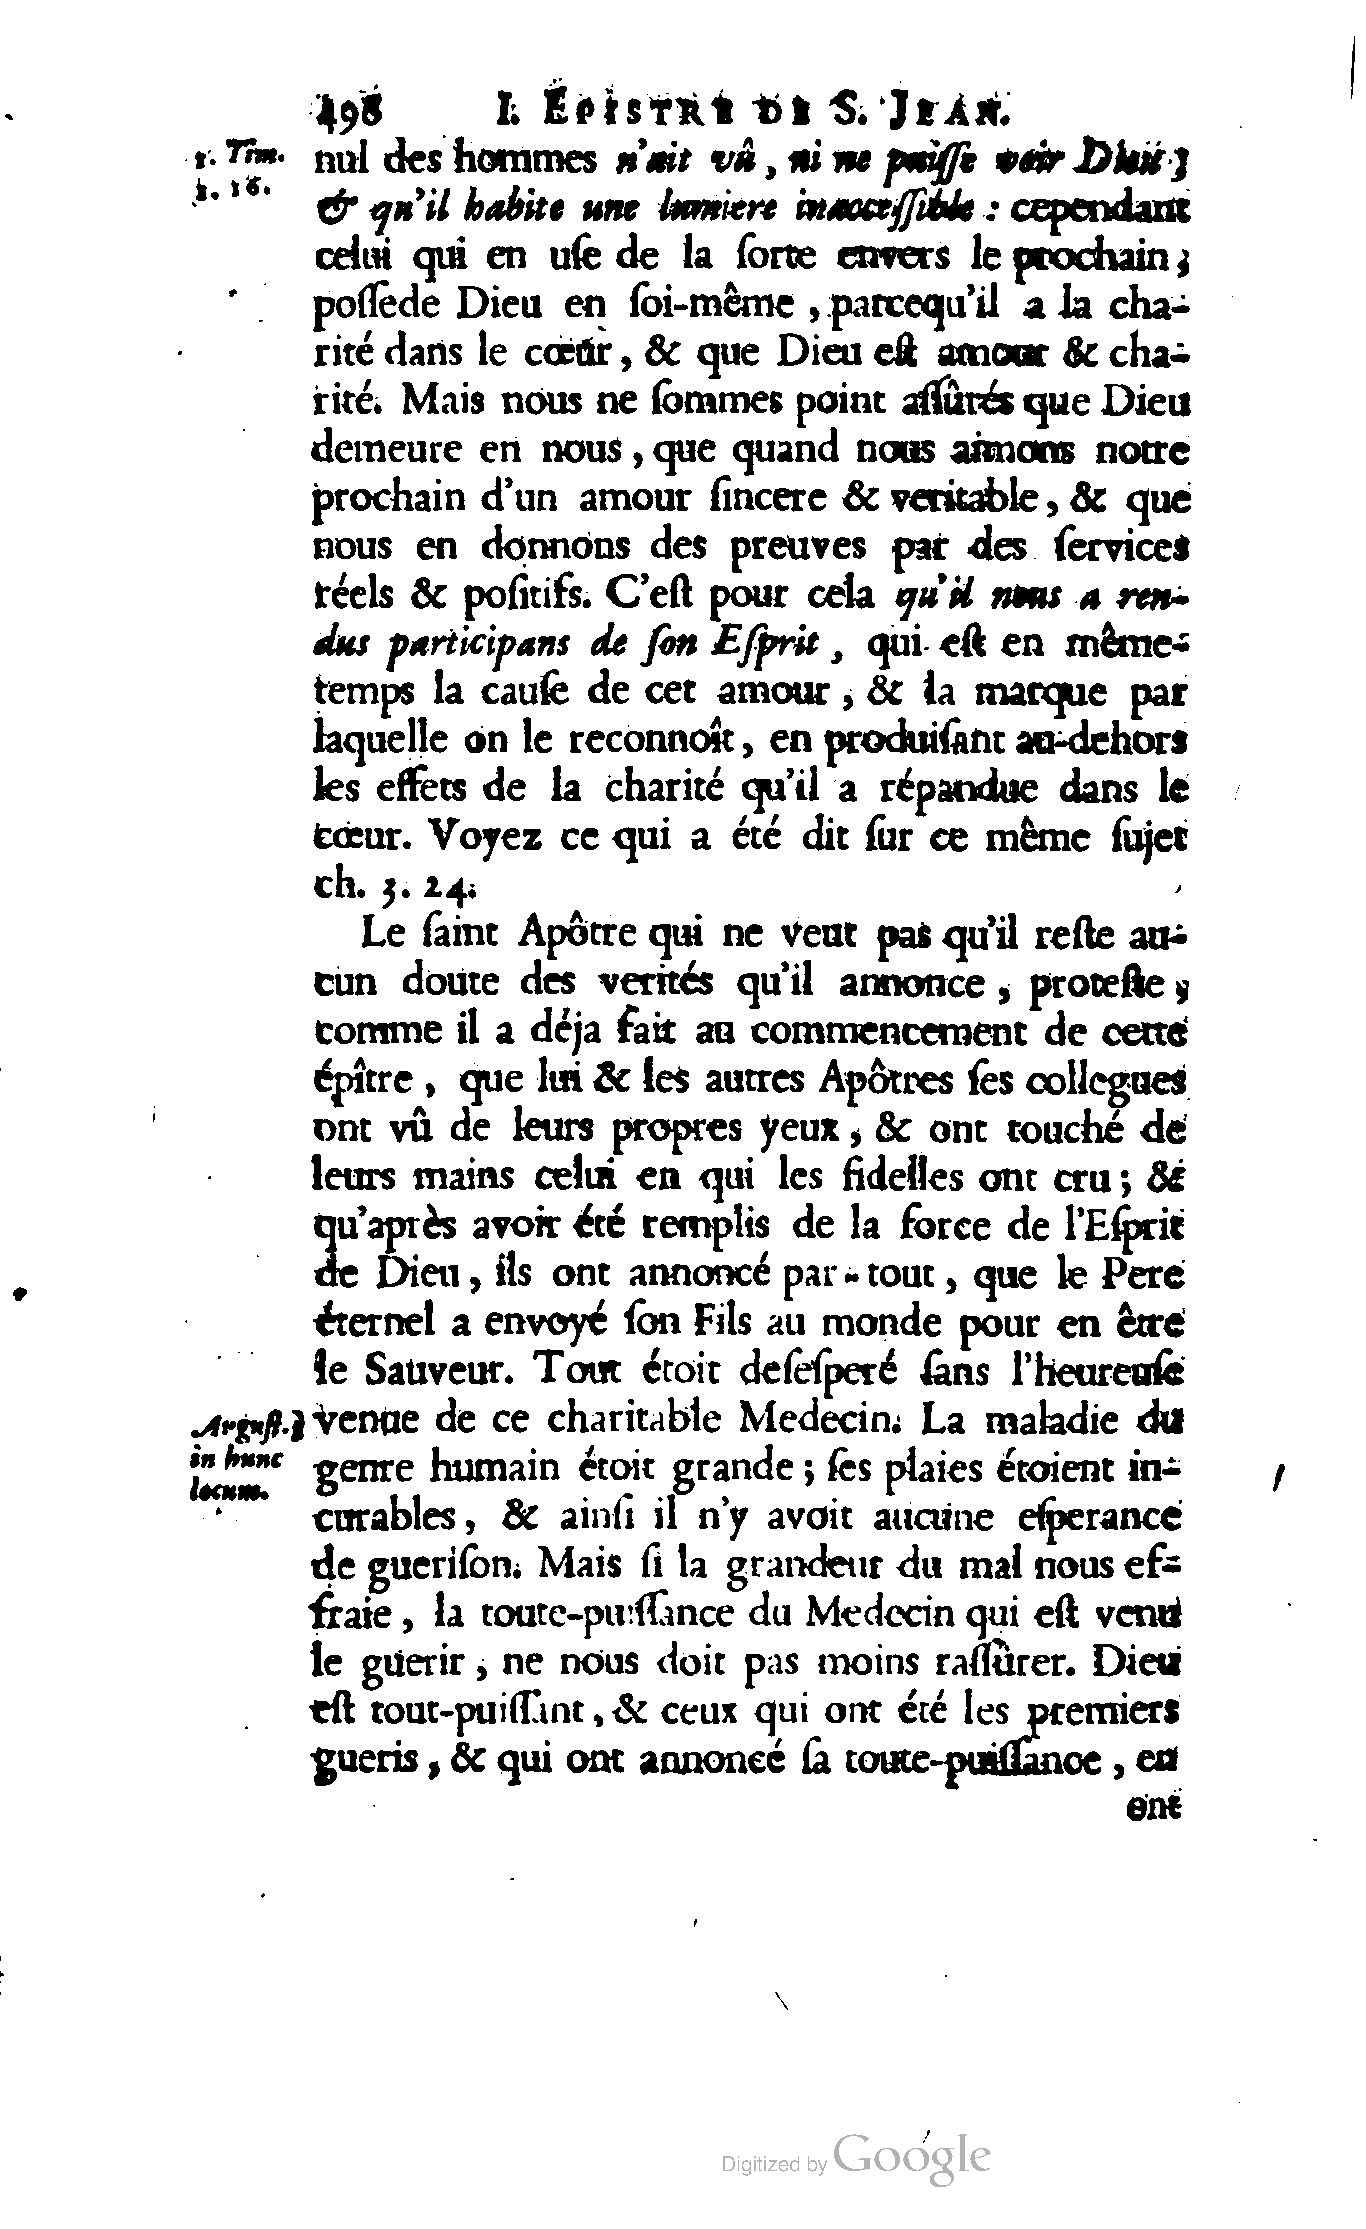 498 I. EPISTRE DE S. JEAN.
1. Tim.
nul des hommes n'ait vû, ni ne puisse voir Dieu;
& qu'il habite une lumiere inaccessible : cependant
celui qui en uſe de la ſorte envers le prochain,
poſſede Dieu en ſoi-même, parcequ'il a la cha-
rité dans le cœur, & que Dieu eſt amour & cha-
rité. Mais nous ne ſommes point aſſûrés que Dieu
demeure en nous, que quand nous aimons notre
prochain d'un amour ſincere & veritable, & que
nous en donnons des preuves par des ſervices
réels & poſitifs. C'eſt pour cela qu'il nous a ren-
dus participans de ſon Eſprit, qui eſt en même-
temps la cauſe de cet amour, & la marque par
laquelle on le reconnoît, en produiſant au-dehors
les effets de la charité qu'il a répandue dans le
cœur. Voyez ce qui a été dit ſur ce même ſujet
ch. 3. 24.
Le ſaint Apôtre qui ne veut pas qu'il reſte au-
cun doute des verités qu'il annonce, proteſte,
comme il a déja fait au commencement de cette
épître, que lui & les autres Apôtres ſes collegues
ont vû de leurs propres yeux, & ont touché de
leurs mains celui en qui les fidelles ont cru; &
qu'après avoir été remplis de la force de l'Eſprit
de Dieu, ils ont annoncé par-tout, que le Pere
éternel a envoyé ſon Fils au monde pour en être
le Sauveur. Tout étoit deſeſperé ſans l'heureuſe
venue de ce charitable Medecin. La maladie du
in hunc
locum.
genre humain étoit grande; ſes plaies étoient in-
curables, & ainſi il n'y avoit aucune eſperance
de gueriſon. Mais ſi la grandeur du mal nous ef-
fraie, la toute-puiſſance du Medecin qui eſt venu
le guerir, ne nous doit pas moins raſſûrer. Dieu
eſt tout-puiſſant, & ceux qui ont été les premiers
gueris, & qui ont annoncé ſa toute-puiſſance, en
ont
Digitized by Google